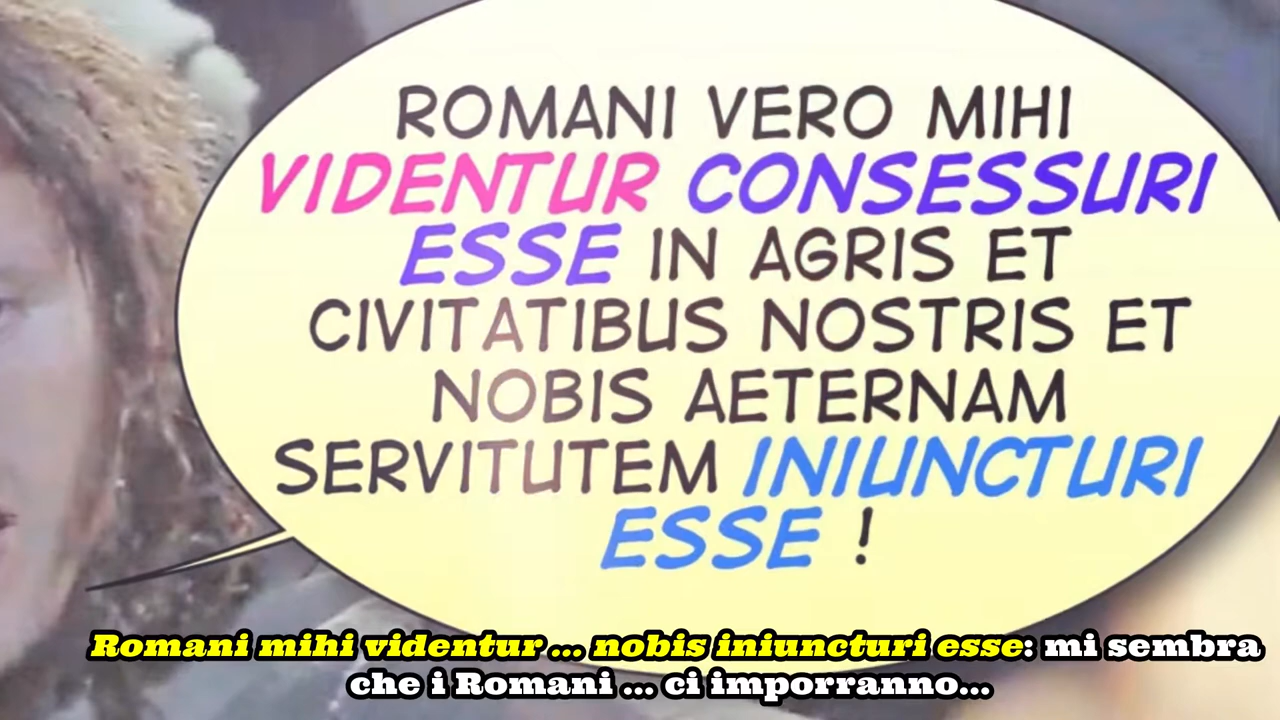 ROMANI VERO MIHI
VIDENTUR CONSESSURI
ESSE IN AGRIS ET
CIVITATIBUS NOSTRIS ET
NOBIS AETERNAM
SERVITUTEM INIUNCTURI
ESSE !
Romani mihi videntur ... nobis iniuncturi esse: mi sembra
che i Romani ... ci imporranno...